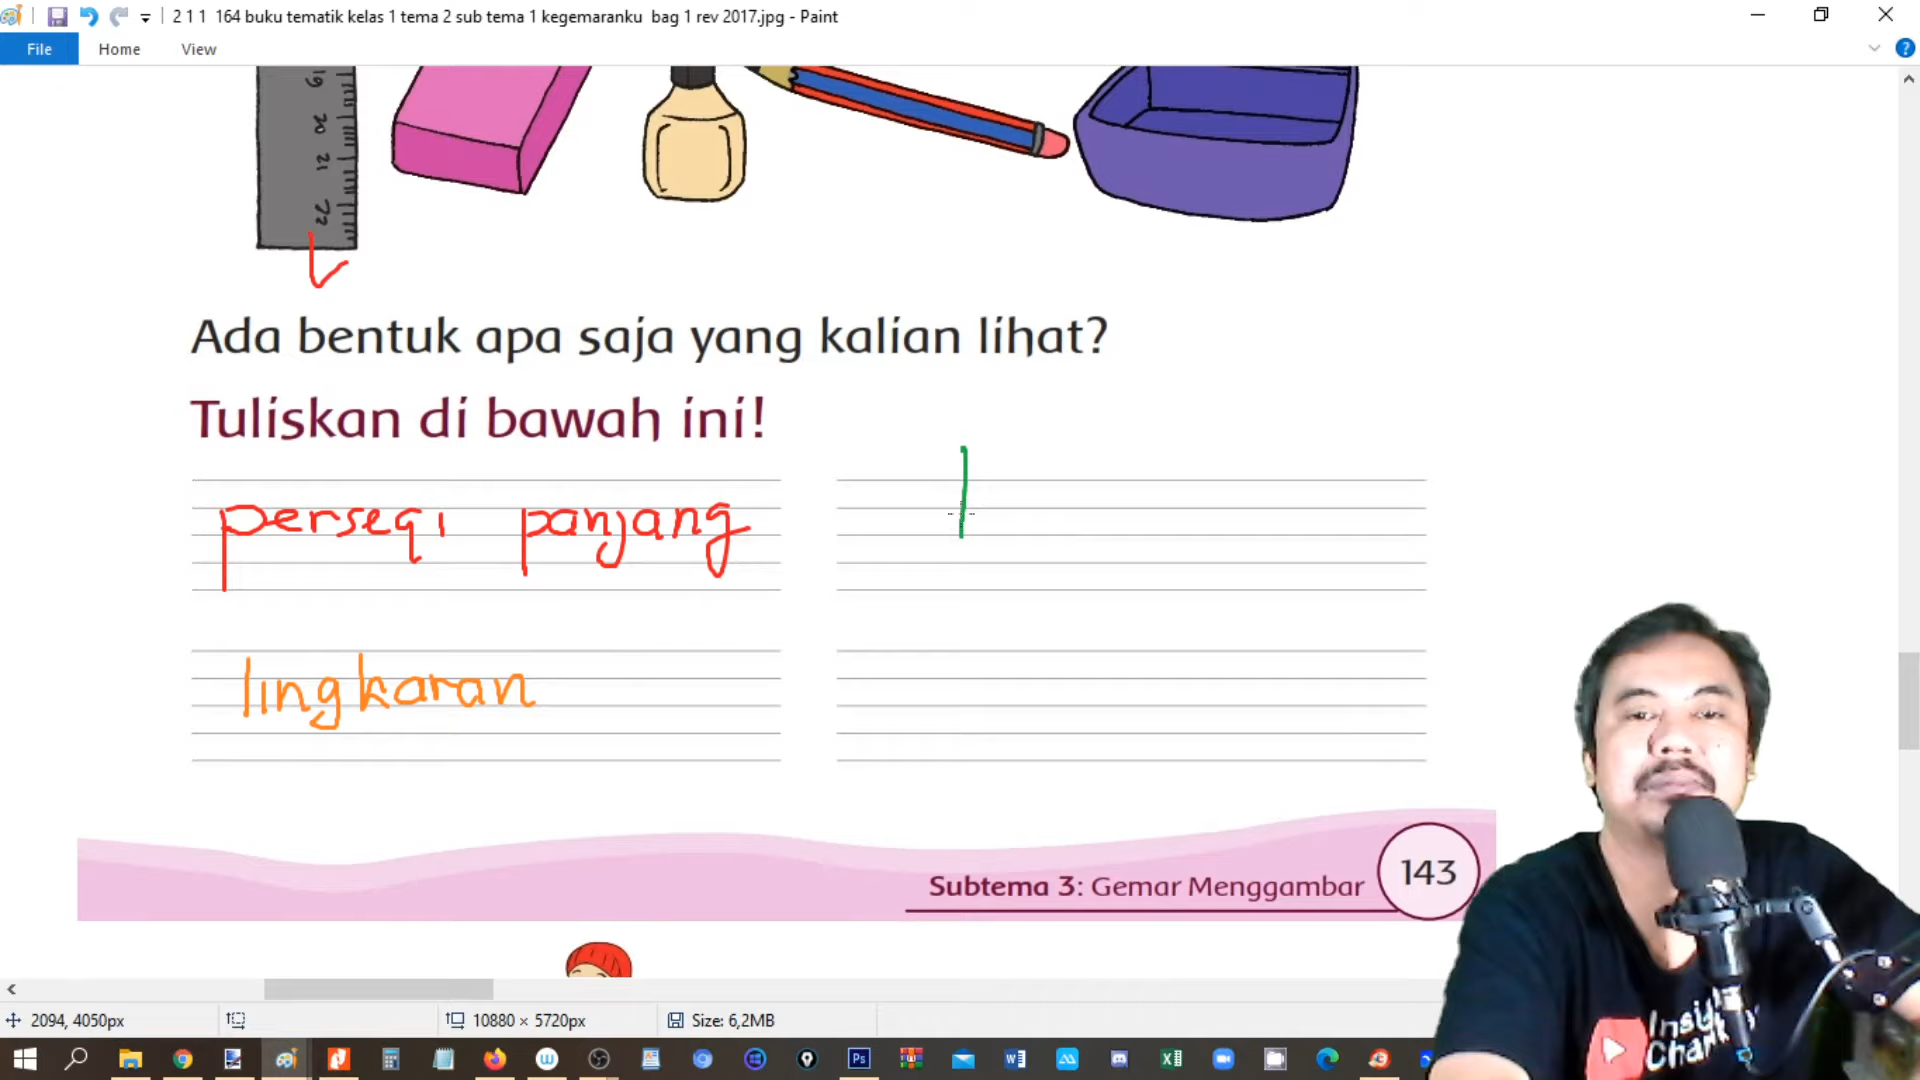 2 1 1 164 buku tematik kelas 1 tema 2 sub tema 1 kegemaranku bag 1 rev 2017.jpg - Paint
File Home View
19
20
21
22
Ada bentuk apa saja yang kalian lihat?
Tuliskan di bawah ini!
persegi panjang
lingkaran
Subtema 3: Gemar Menggambar 143
2094, 4050px 10880 × 5720px Size: 6,2MB